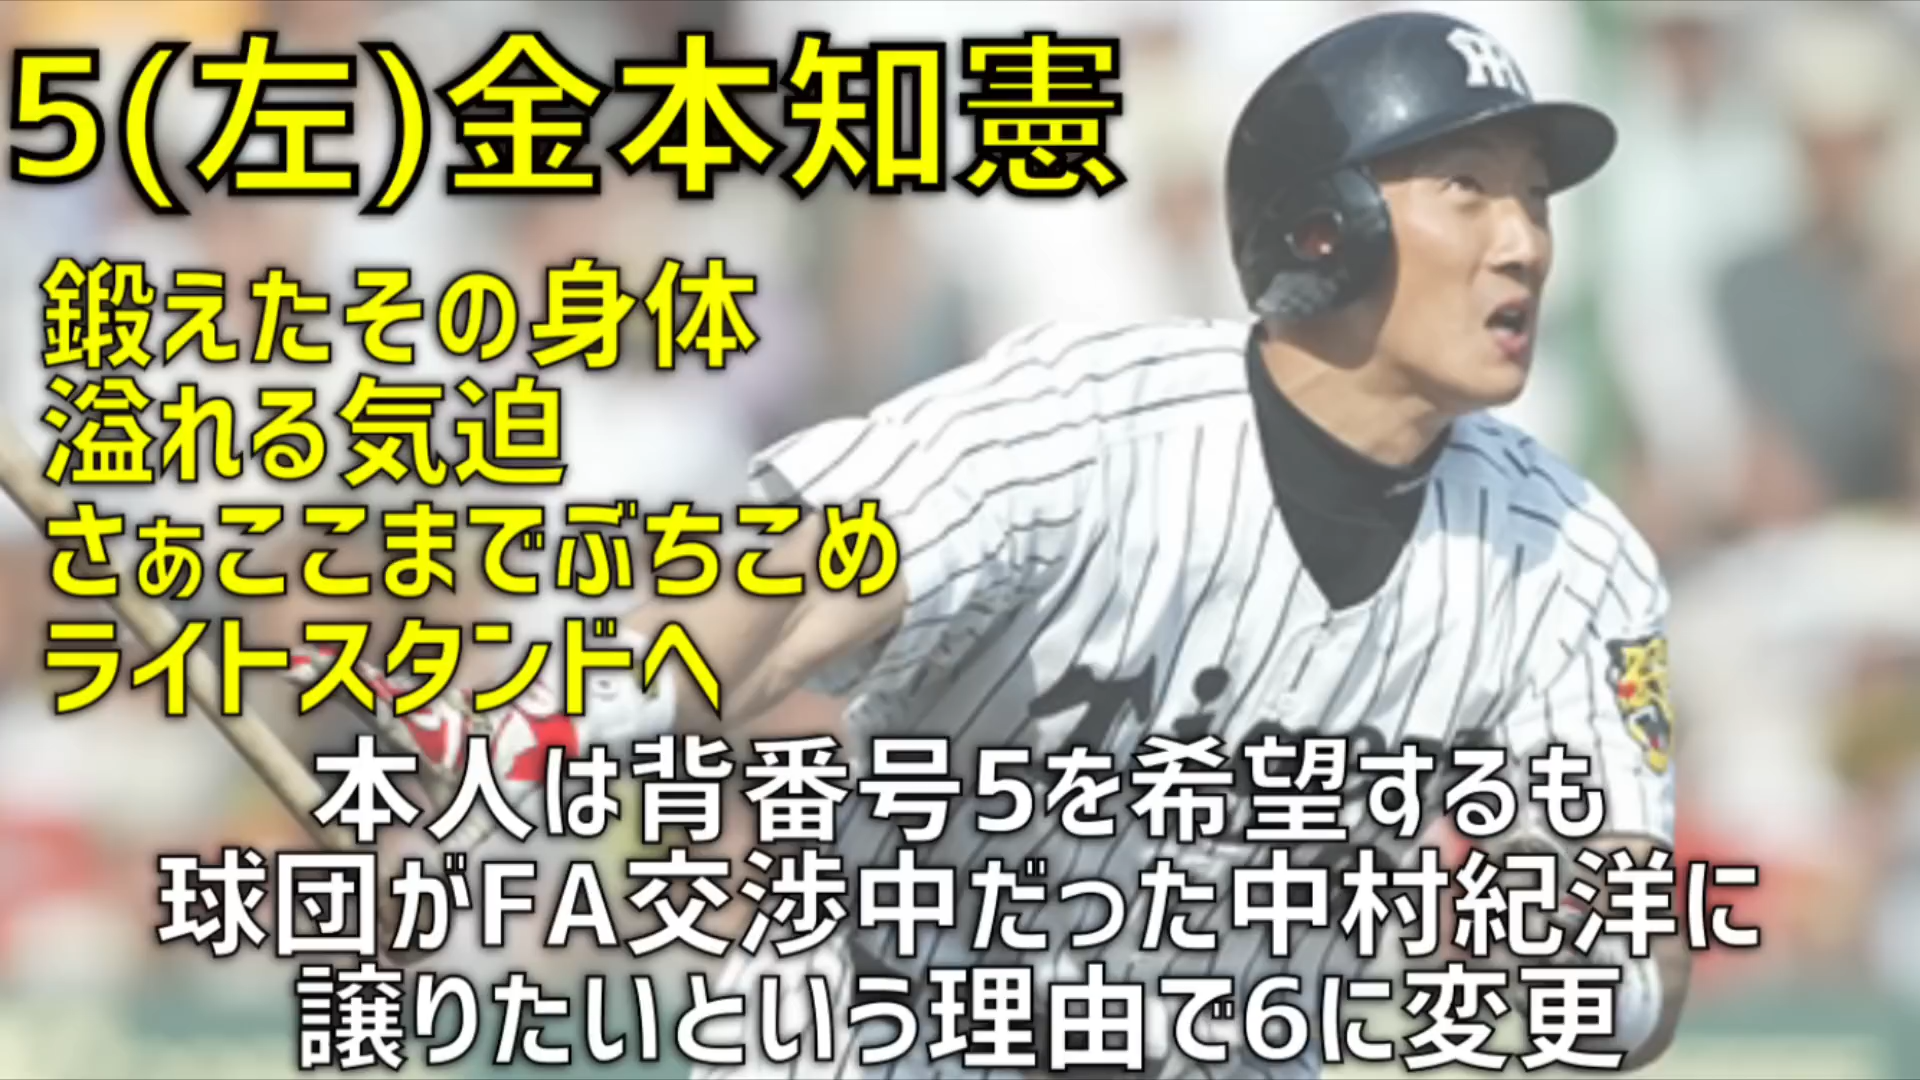 5(左)金本知憲
鍛えたその身体
溢れる気迫
さぁここまでぶちこめ
ライトスタンドへ
本人は背番号5を希望するも
球団がFA交渉中だった中村紀洋に
譲りたいという理由で6に変更